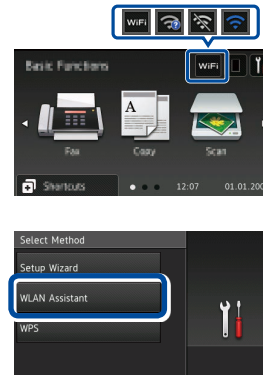 WiFi
Basic Functions
WiFi
A
Fax
Copy
Scan
Shortcuts
12:07
01.01.200
Select Method
Setup Wizard
WLAN Assistant
WPS